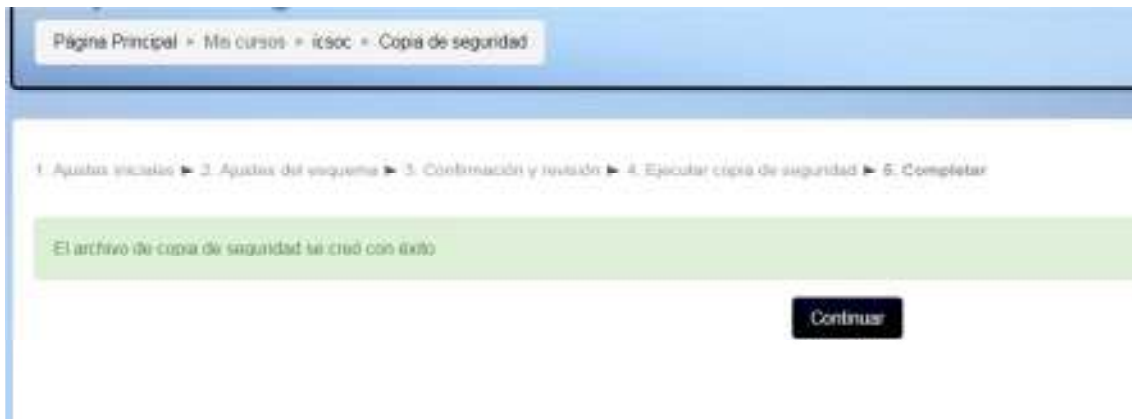 Página Principal ▸ Mis cursos ▸ icsoc ▸ Copia de seguridad
1. Ajustes iniciales ► 2. Ajustes del esquema ► 3. Confirmación y revisión ► 4. Ejecutar copia de seguridad ► 5. Completar
El archivo de copia de seguridad se creó con éxito
Continuar